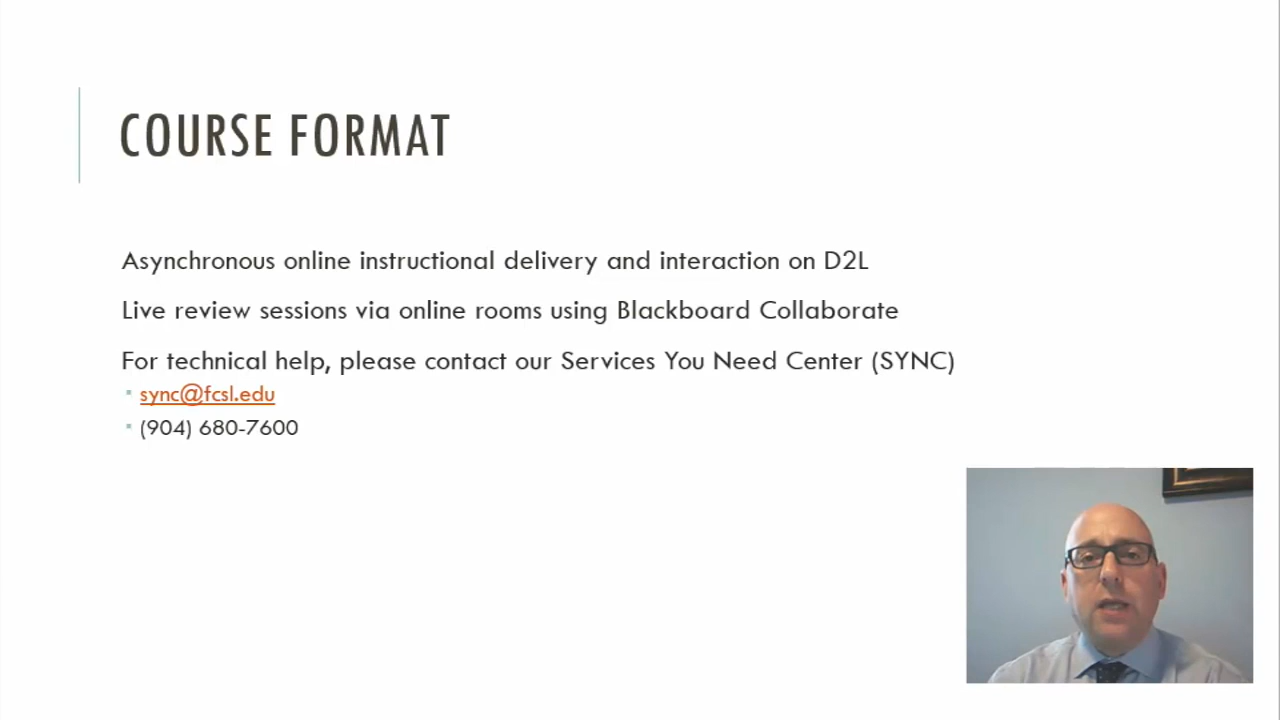 COURSE FORMAT
Asynchronous online instructional delivery and interaction on D2L
Live review sessions via online rooms using Blackboard Collaborate
For technical help, please contact our Services You Need Center (SYNC)
sync@fcsl.edu
(904) 680-7600